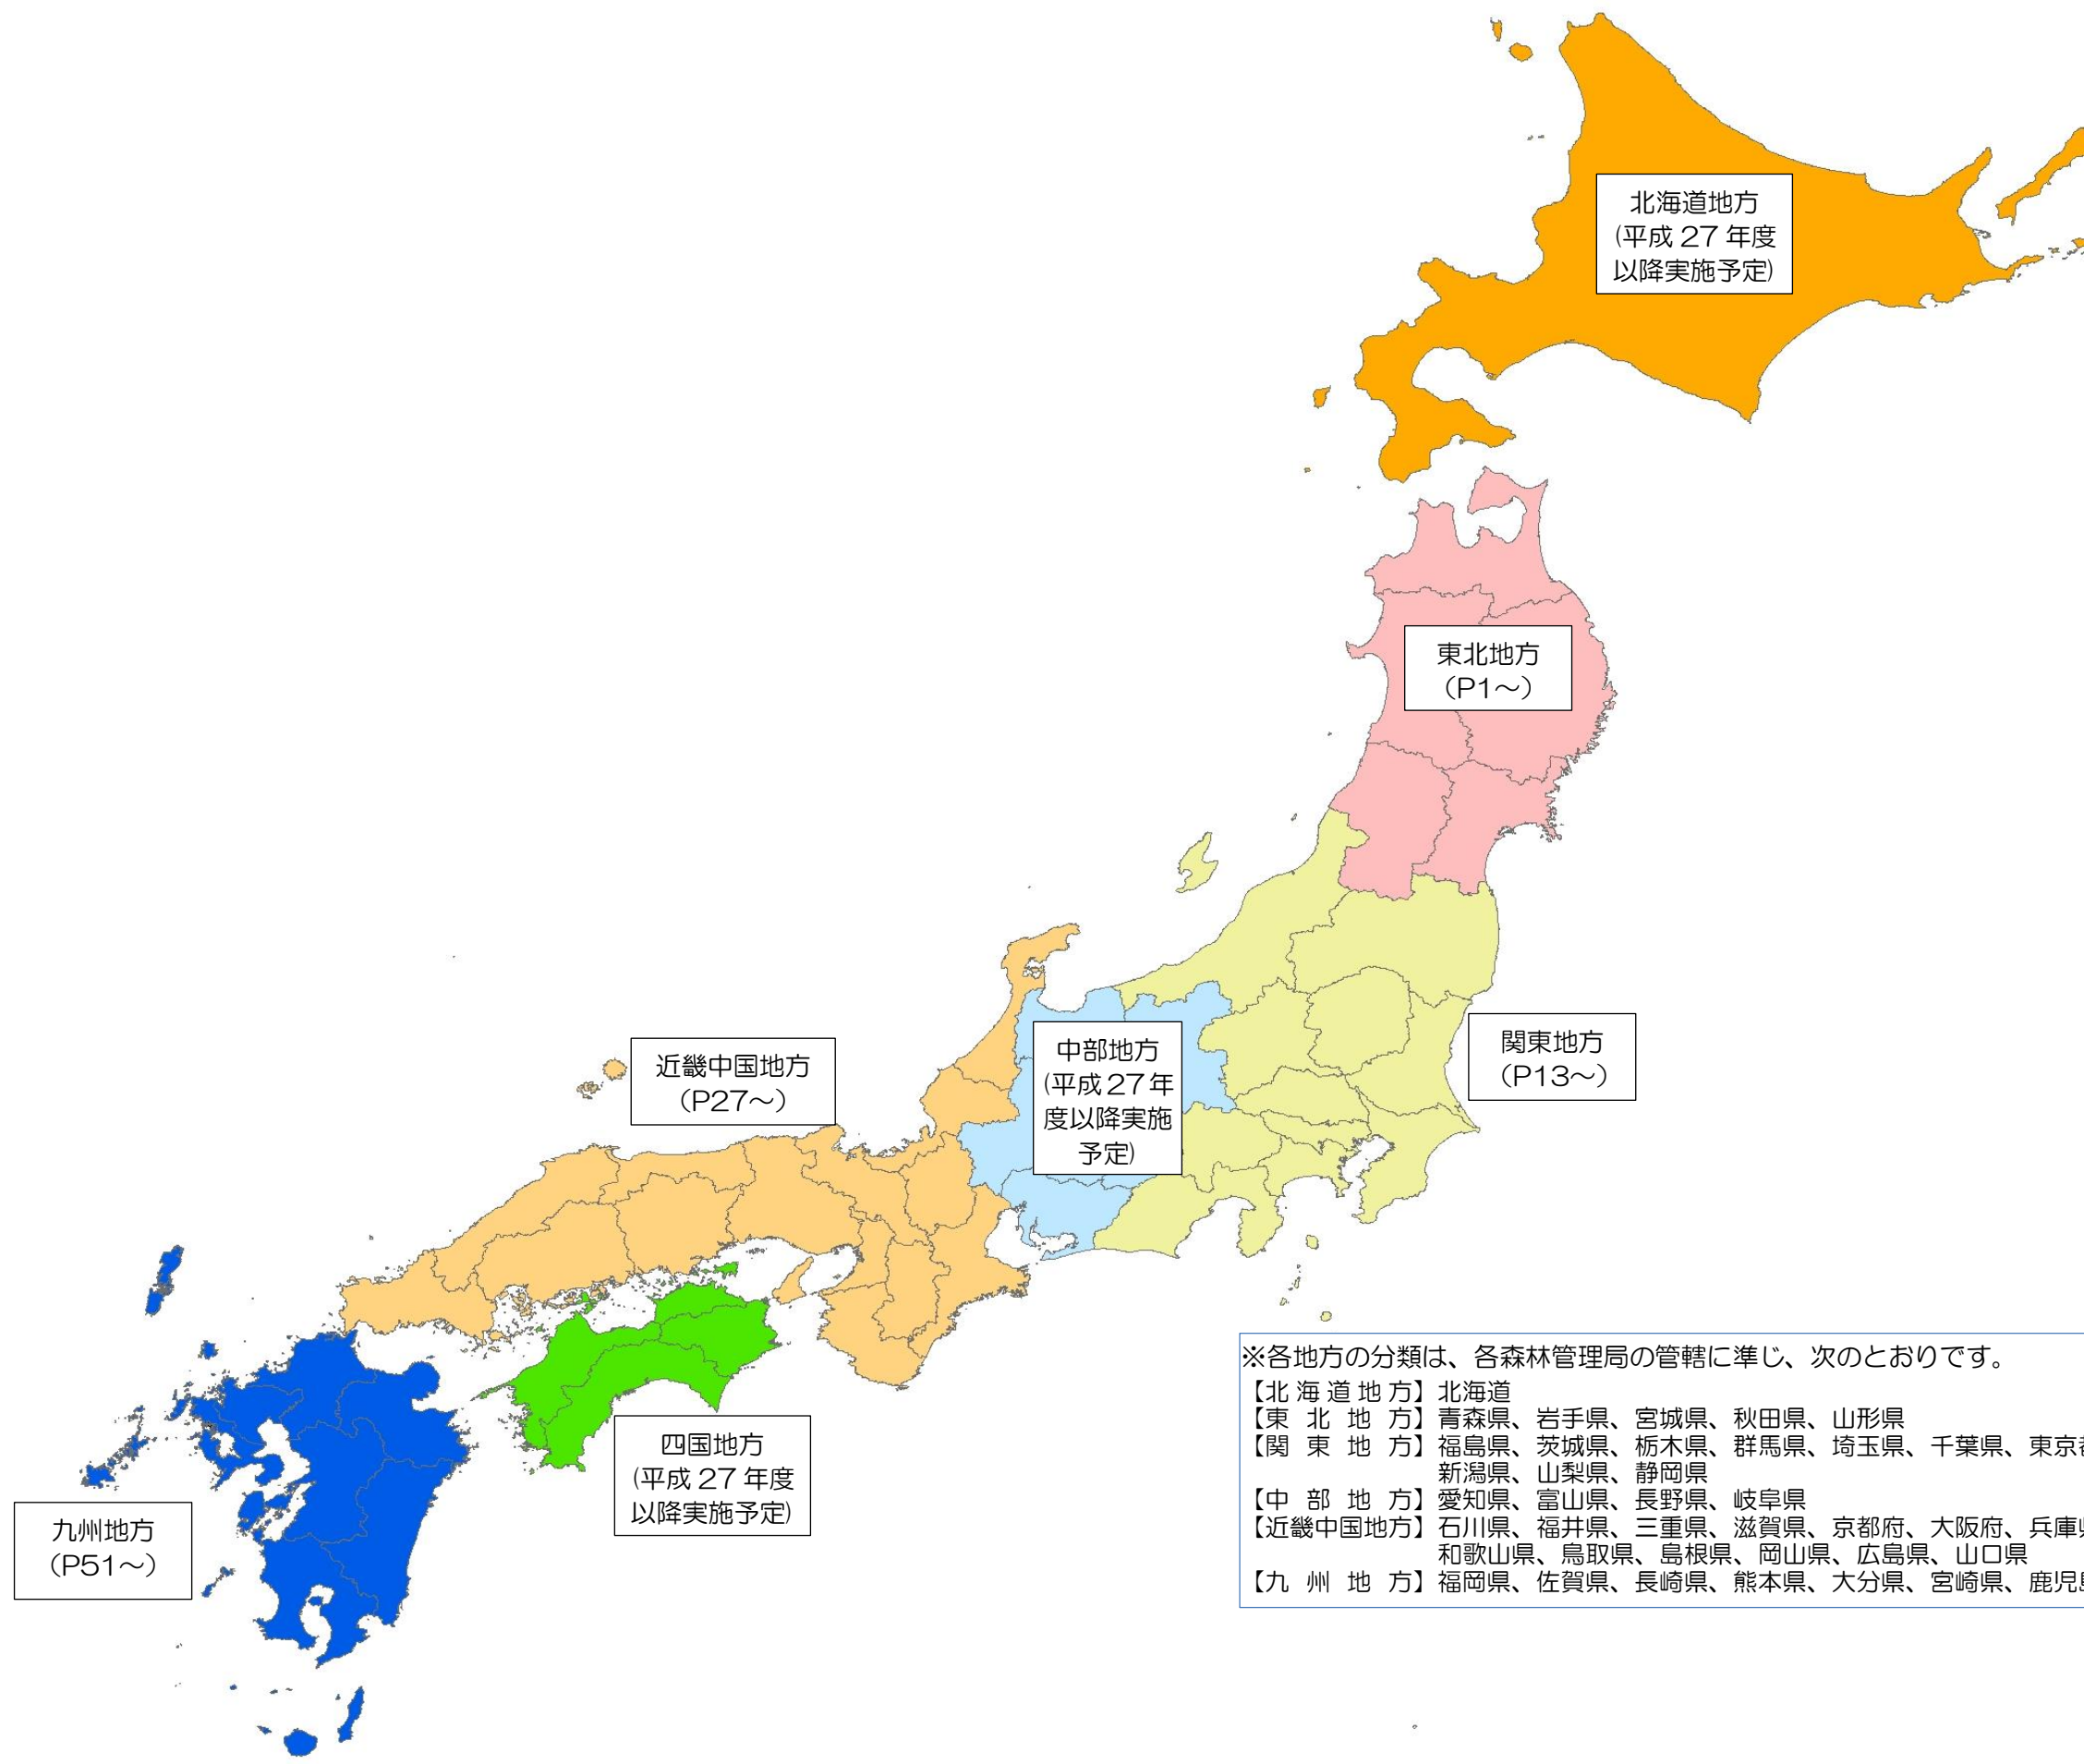 北海道地方
(平成 27 年度
以降実施予定)
東北地方
（P1～）
関東地方
（P13～）
中部地方
(平成 27 年
度以降実施
予定)
近畿中国地方
（P27～）
四国地方
(平成 27 年度
以降実施予定)
九州地方
（P51～）
※各地方の分類は、各森林管理局の管轄に準じ、次のとおりです。
【北海道地方】北海道
【東北地方】青森県、岩手県、宮城県、秋田県、山形県
【関東地方】福島県、茨城県、栃木県、群馬県、埼玉県、千葉県、東京
新潟県、山梨県、静岡県
【中部地方】愛知県、富山県、長野県、岐阜県
【近畿中国地方】石川県、福井県、三重県、滋賀県、京都府、大阪府、兵庫
和歌山県、鳥取県、島根県、岡山県、広島県、山口県
【九州地方】福岡県、佐賀県、長崎県、熊本県、大分県、宮崎県、鹿児